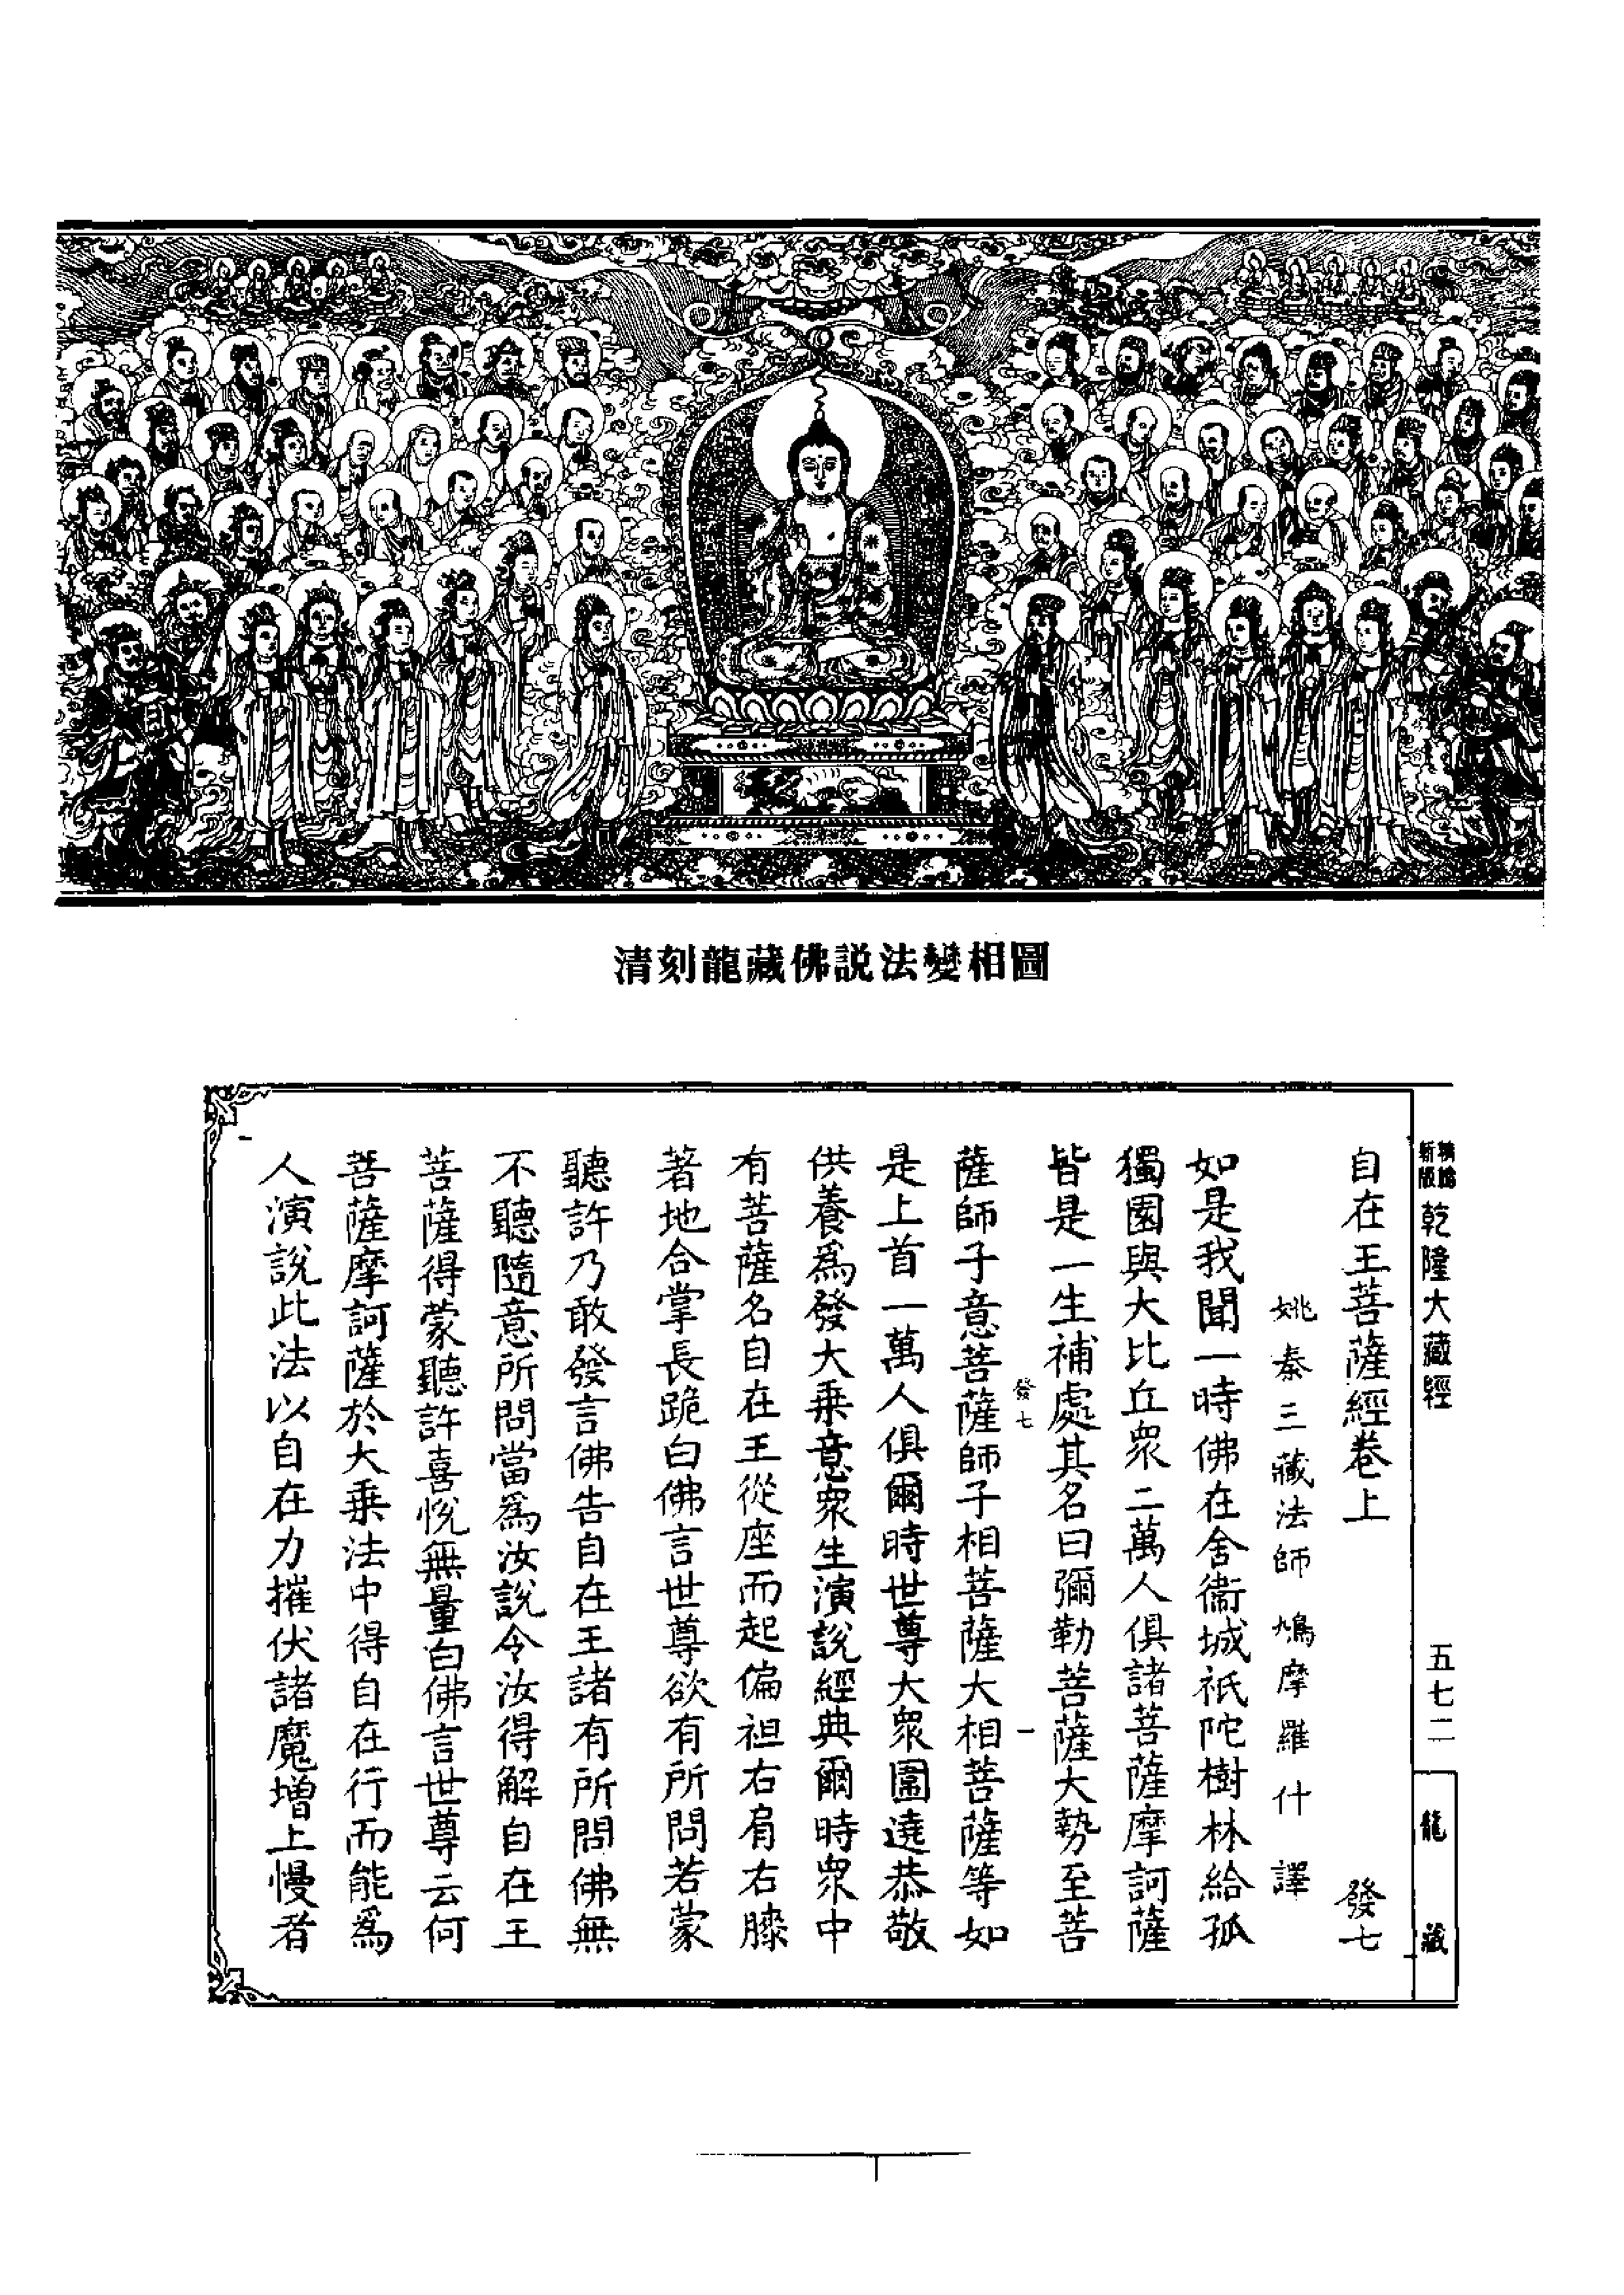 清刻龍藏佛説法變相圖
新版
乾隆大藏經
五七二
龍藏
自在王菩薩經卷上 發七
姚秦三藏法師鳩摩羅什譯
如是我聞一時佛在舍衞城祇陀樹林給孤
獨園與大比丘衆二萬人俱諸菩薩摩訶薩
皆是一生補處其名曰彌勒菩薩大勢至菩
發七 一
薩師子意菩薩師子相菩薩大相菩薩等如
是上首一萬人俱爾時世尊大衆圍遶恭敬
供養爲發大乗意衆生演說經典爾時衆中
有菩薩名自在王從座而起偏袒右肩右膝
著地合掌長跪白佛言世尊欲有所問若蒙
聽許乃敢發言佛告自在王諸有所問佛無
不聽隨意所問當爲汝說令汝得解自在王
菩薩得蒙聽許喜悅無量白佛言世尊云何
菩薩摩訶薩於大乗法中得自在行而能爲
人演說此法以自在力摧伏諸魔增上慢者